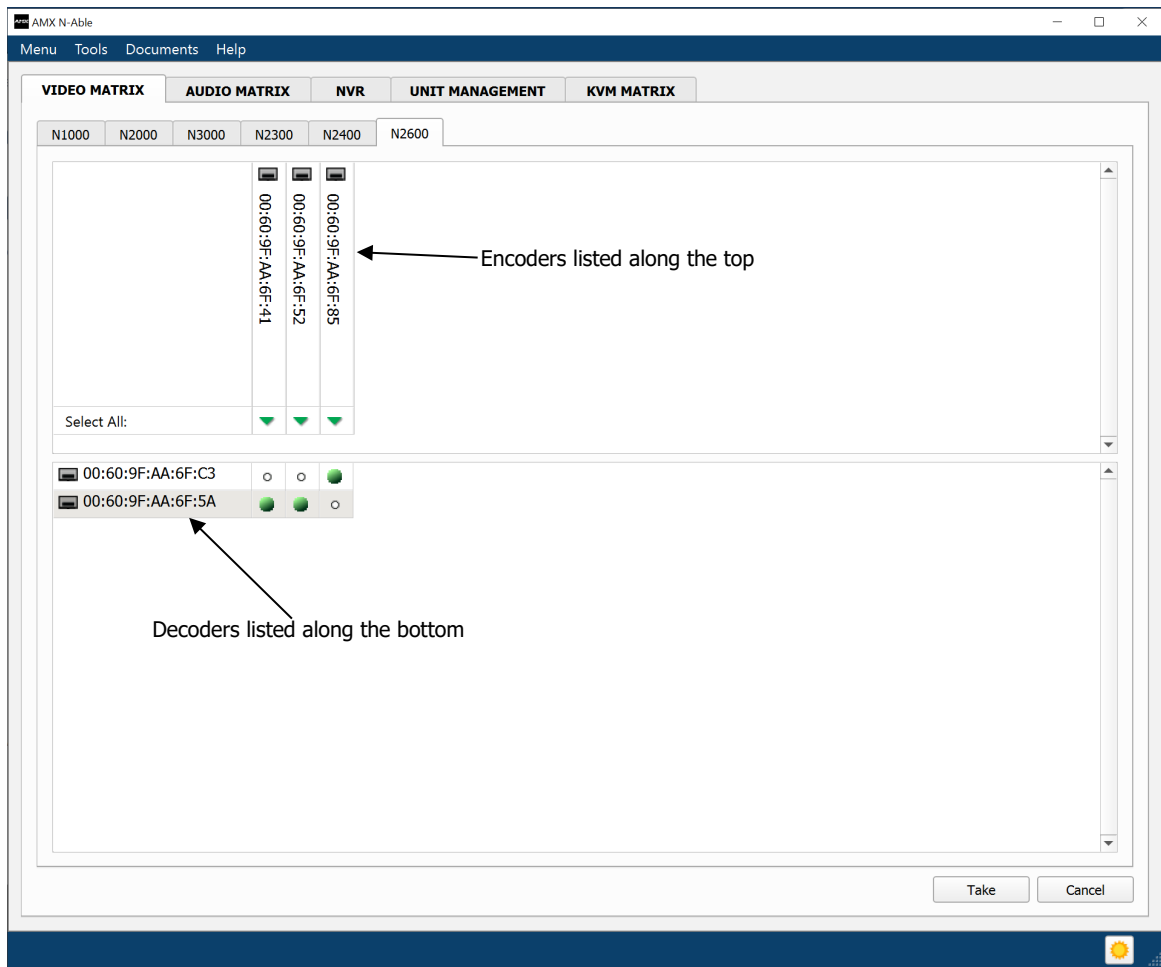 AMX AMX N-Able
Menu Tools Documents Help
VIDEO MATRIX AUDIO MATRIX NVR UNIT MANAGEMENT KVM MATRIX
N1000 N2000 N3000 N2300 N2400 N2600
00:60:9F:AA:6F:41
00:60:9F:AA:6F:52
00:60:9F:AA:6F:85
Encoders listed along the top
Select All:
00:60:9F:AA:6F:C3
00:60:9F:AA:6F:5A
Decoders listed along the bottom
Take Cancel